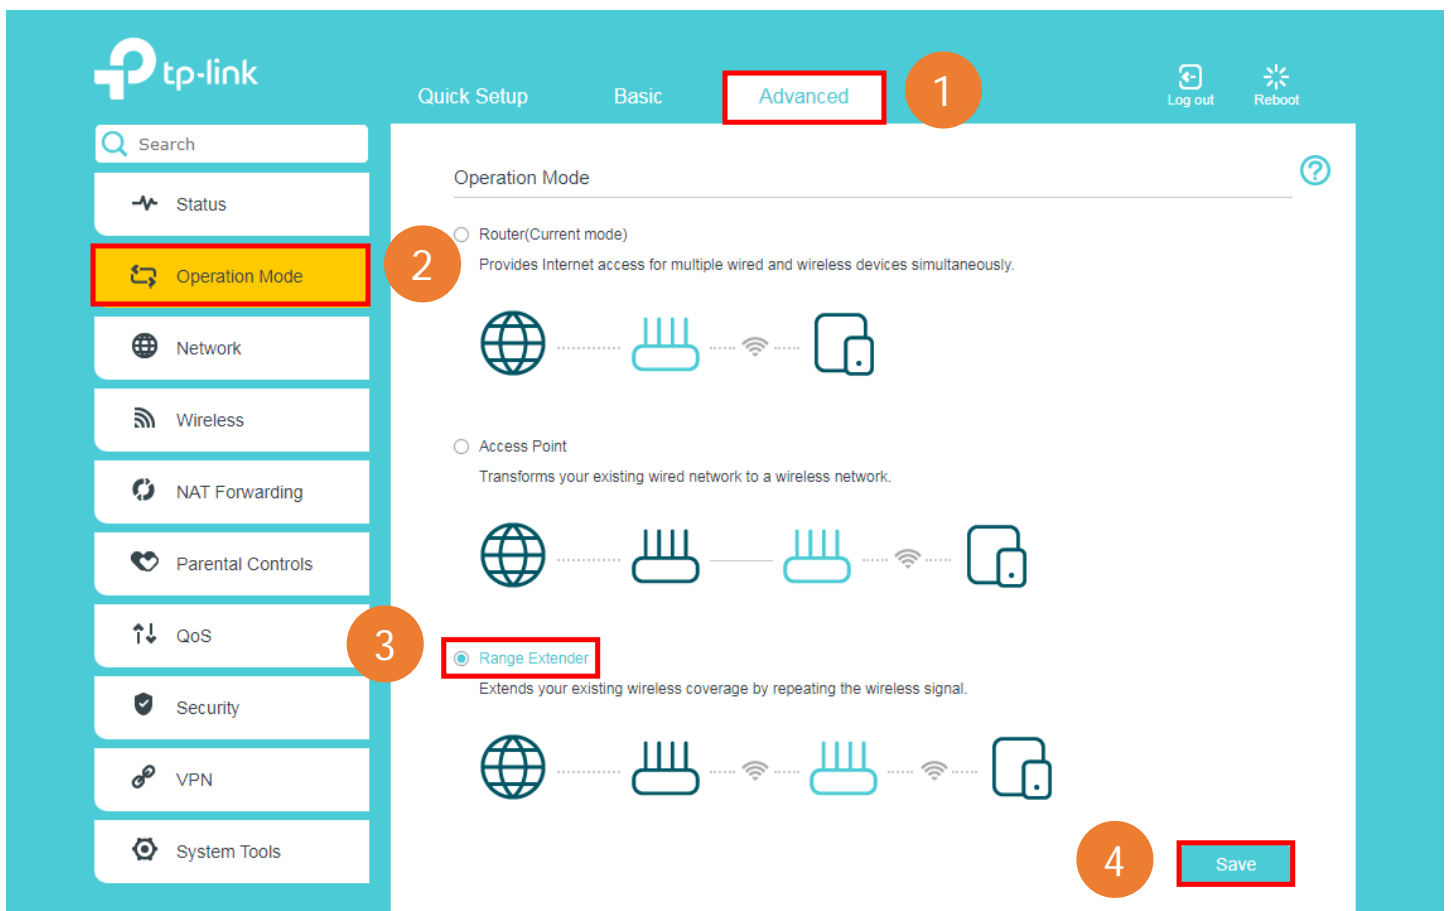 tp-link
Quick Setup
Basic
Advanced
1
Log out
Reboot
Search
Status
Operation Mode
2
Network
Wireless
NAT Forwarding
Parental Controls
QoS
Security
VPN
System Tools
Operation Mode
?
Router(Current mode)
Provides Internet access for multiple wired and wireless devices simultaneously.
Access Point
Transforms your existing wired network to a wireless network.
3
Range Extender
Extends your existing wireless coverage by repeating the wireless signal.
4
Save